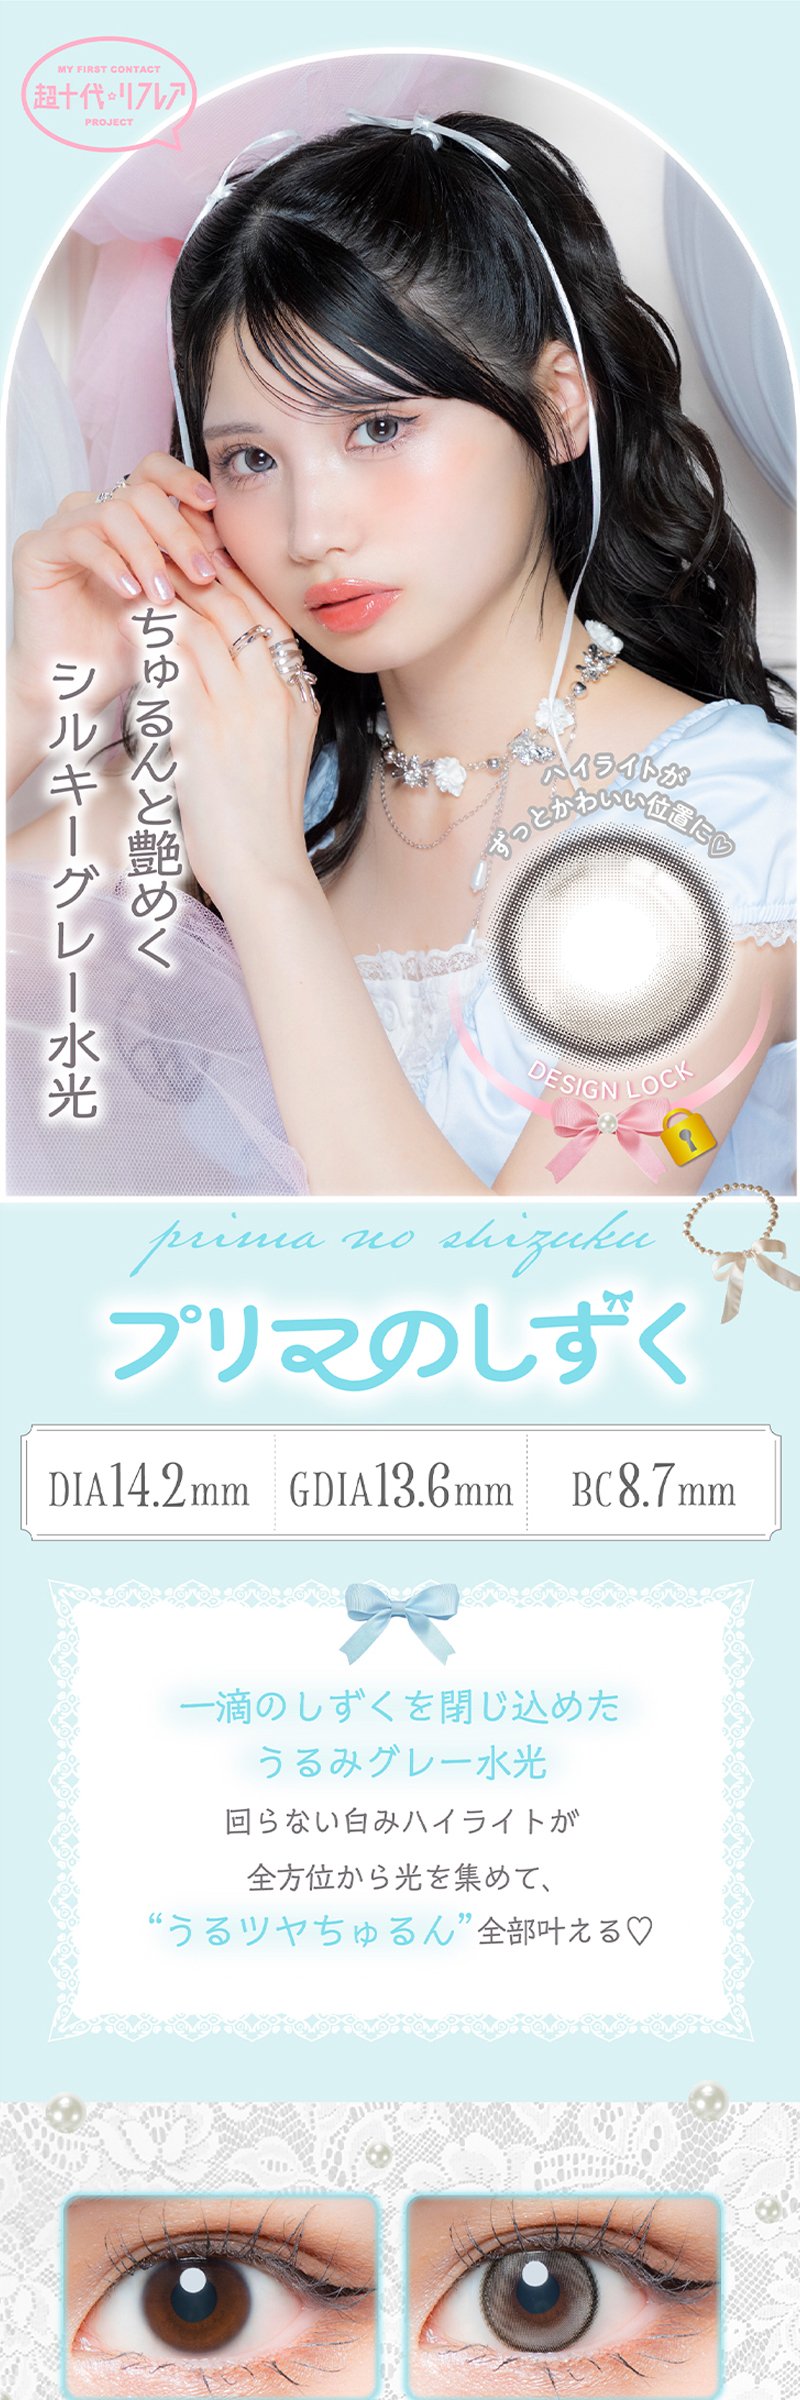 MY FIRST CONTACT
超十代☆リフレア
PROJECT
ちゅるんと艶めく
シルキーグレー水光
ハイライトが
ずっとかわいい位置に♡
DESIGN LOCK
prima no shizuku
プリマのしずく
DIA14.2mm GDIA13.6mm BC8.7mm
一滴のしずくを閉じ込めた
うるみグレー水光
回らない白みハイライトが
全方位から光を集めて、
“うるツヤちゅるん”全部叶える♡